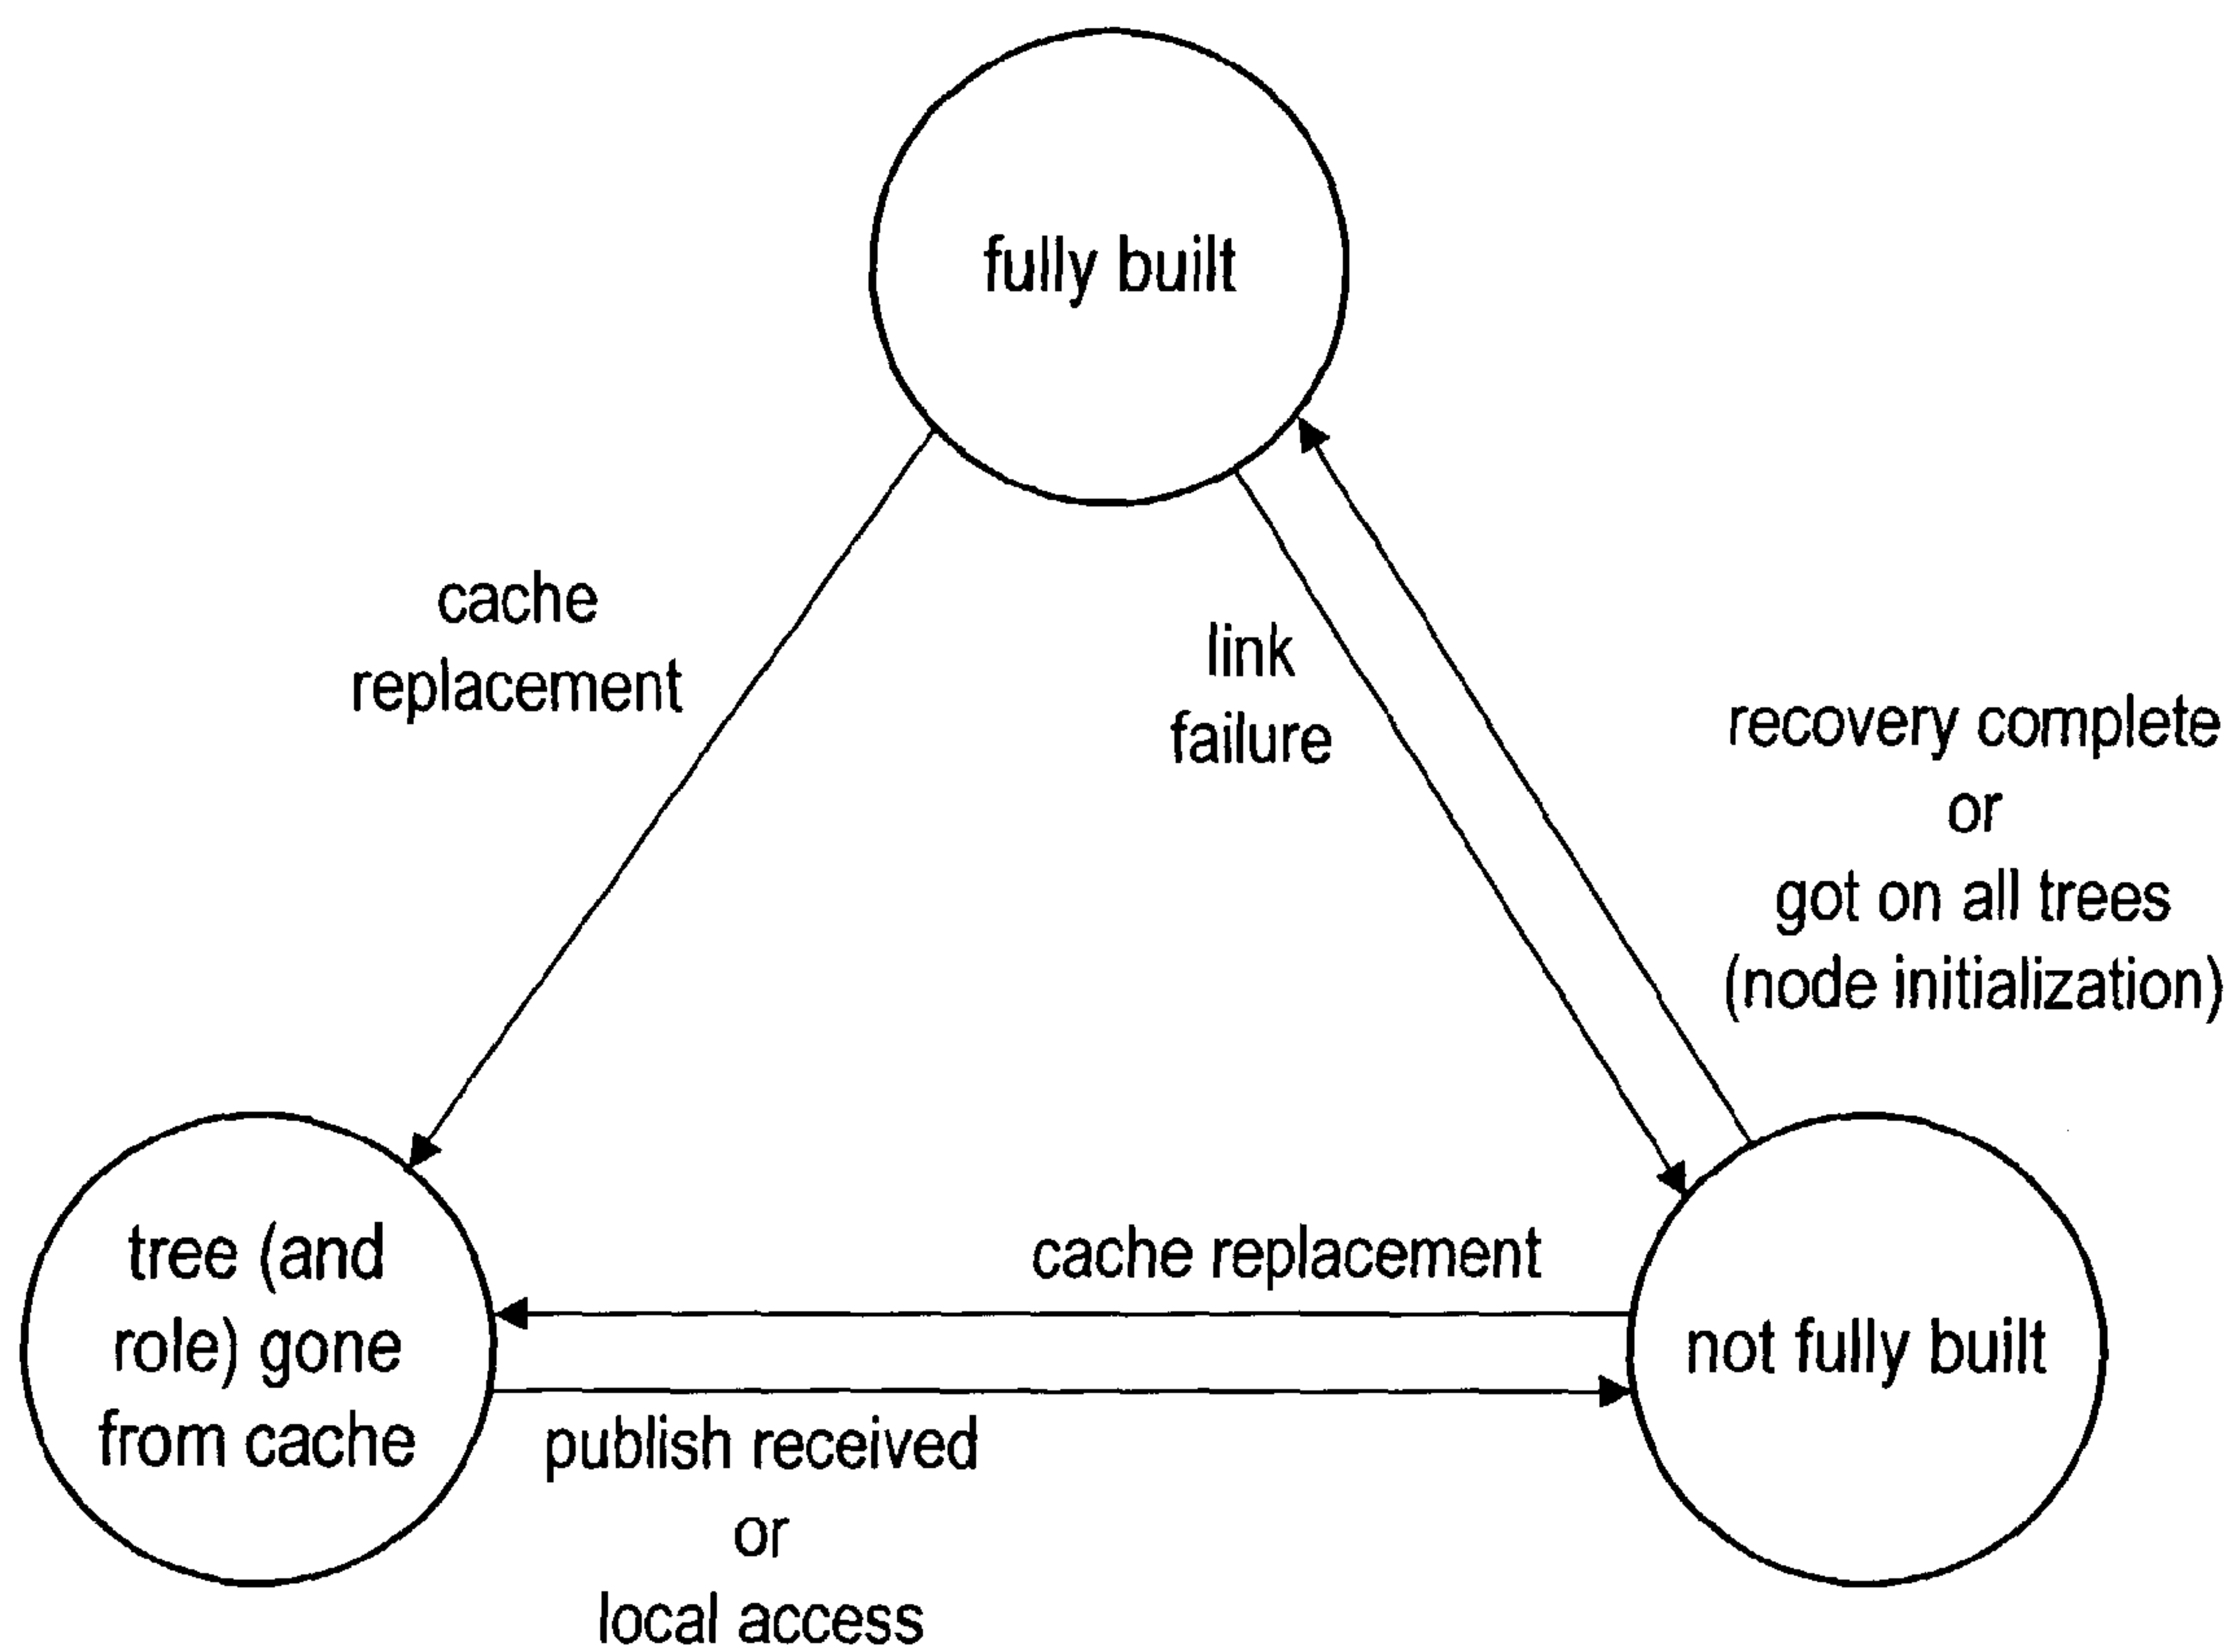 fully built
cache
replacement
link
failure
recovery complete
or
got on all trees
(node initialization)
tree (and
role) gone
from cache
cache replacement
not fully built
publish received
or
local access